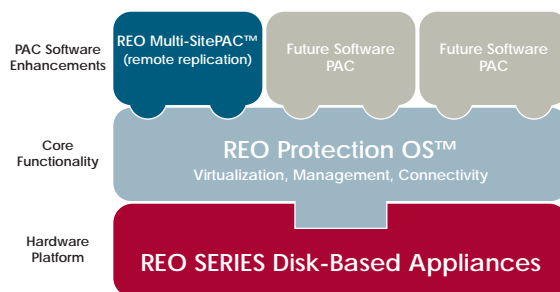 PAC Software
Enhancements
REO Multi-SitePAC™
(remote replication)
Future Software
PAC
Future Software
PAC
Core
Functionality
REO Protection OS™
Virtualization, Management, Connectivity
Hardware
Platform
REO SERIES Disk-Based Appliances